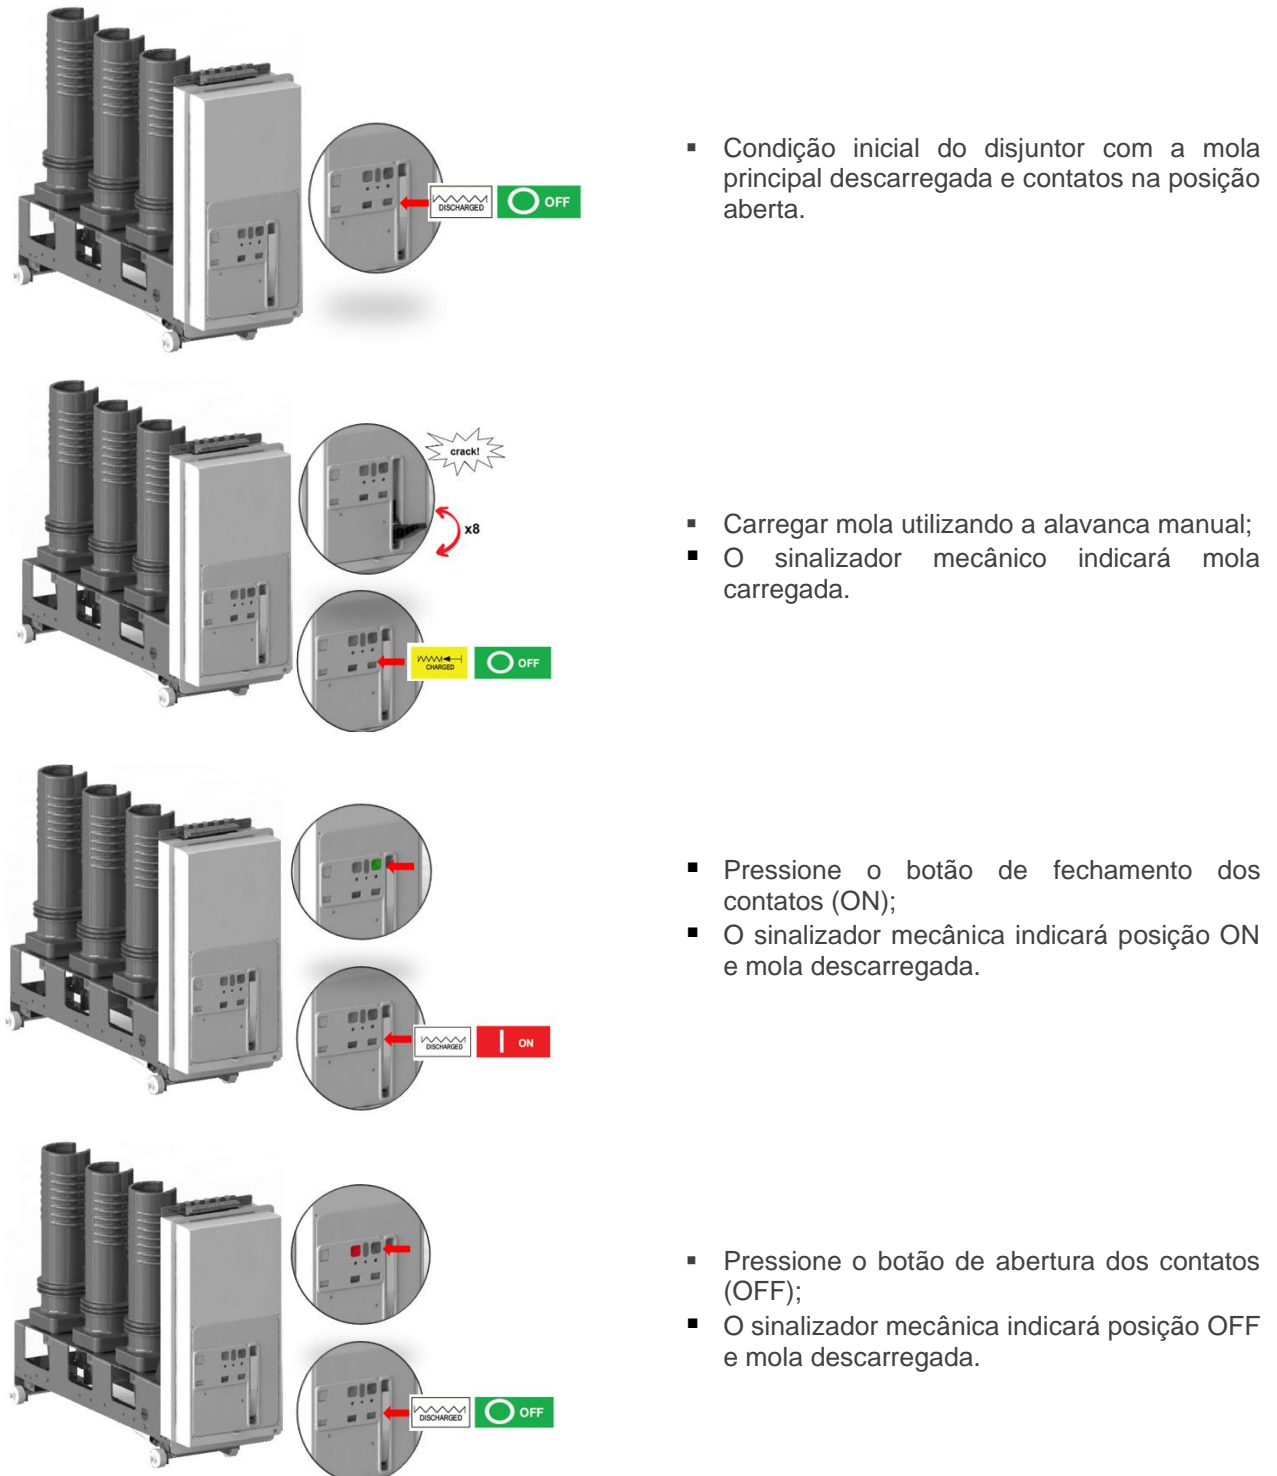 ▪ Condição inicial do disjuntor com a mola
principal descarregada e contatos na posição
aberta.
DISCHARGED
OFF
crack!
x8
▪ Carregar mola utilizando a alavanca manual;
▪ O sinalizador mecânico indicará mola
carregada.
CHARGED
OFF
▪ Pressione o botão de fechamento dos
contatos (ON);
▪ O sinalizador mecânica indicará posição ON
e mola descarregada.
DISCHARGED
ON
▪ Pressione o botão de abertura dos contatos
(OFF);
▪ O sinalizador mecânica indicará posição OFF
e mola descarregada.
DISCHARGED
OFF